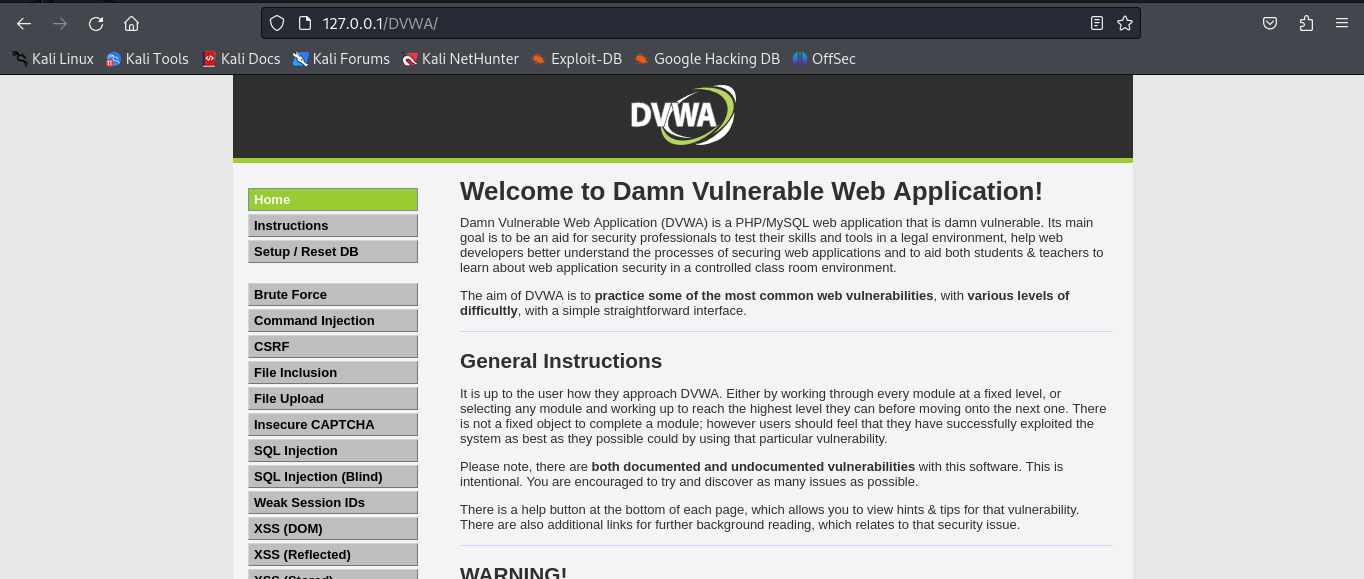 127.0.0.1/DVWA/
Kali Linux Kali Tools Kali Docs Kali Forums Kali NetHunter Exploit-DB Google Hacking DB OffSec
DVWA
Home
Instructions
Setup / Reset DB
Brute Force
Command Injection
CSRF
File Inclusion
File Upload
Insecure CAPTCHA
SQL Injection
SQL Injection (Blind)
Weak Session IDs
XSS (DOM)
XSS (Reflected)
XSS (Stored)
Welcome to Damn Vulnerable Web Application!
Damn Vulnerable Web Application (DVWA) is a PHP/MySQL web application that is damn vulnerable. Its main
goal is to be an aid for security professionals to test their skills and tools in a legal environment, help web
developers better understand the processes of securing web applications and to aid both students & teachers to
learn about web application security in a controlled class room environment.
The aim of DVWA is to practice some of the most common web vulnerabilities, with various levels of
difficultly, with a simple straightforward interface.
General Instructions
It is up to the user how they approach DVWA. Either by working through every module at a fixed level, or
selecting any module and working up to reach the highest level they can before moving onto the next one. There
is not a fixed object to complete a module; however users should feel that they have successfully exploited the
system as best as they possible could by using that particular vulnerability.
Please note, there are both documented and undocumented vulnerabilities with this software. This is
intentional. You are encouraged to try and discover as many issues as possible.
There is a help button at the bottom of each page, which allows you to view hints & tips for that vulnerability.
There are also additional links for further background reading, which relates to that security issue.
WARNING!